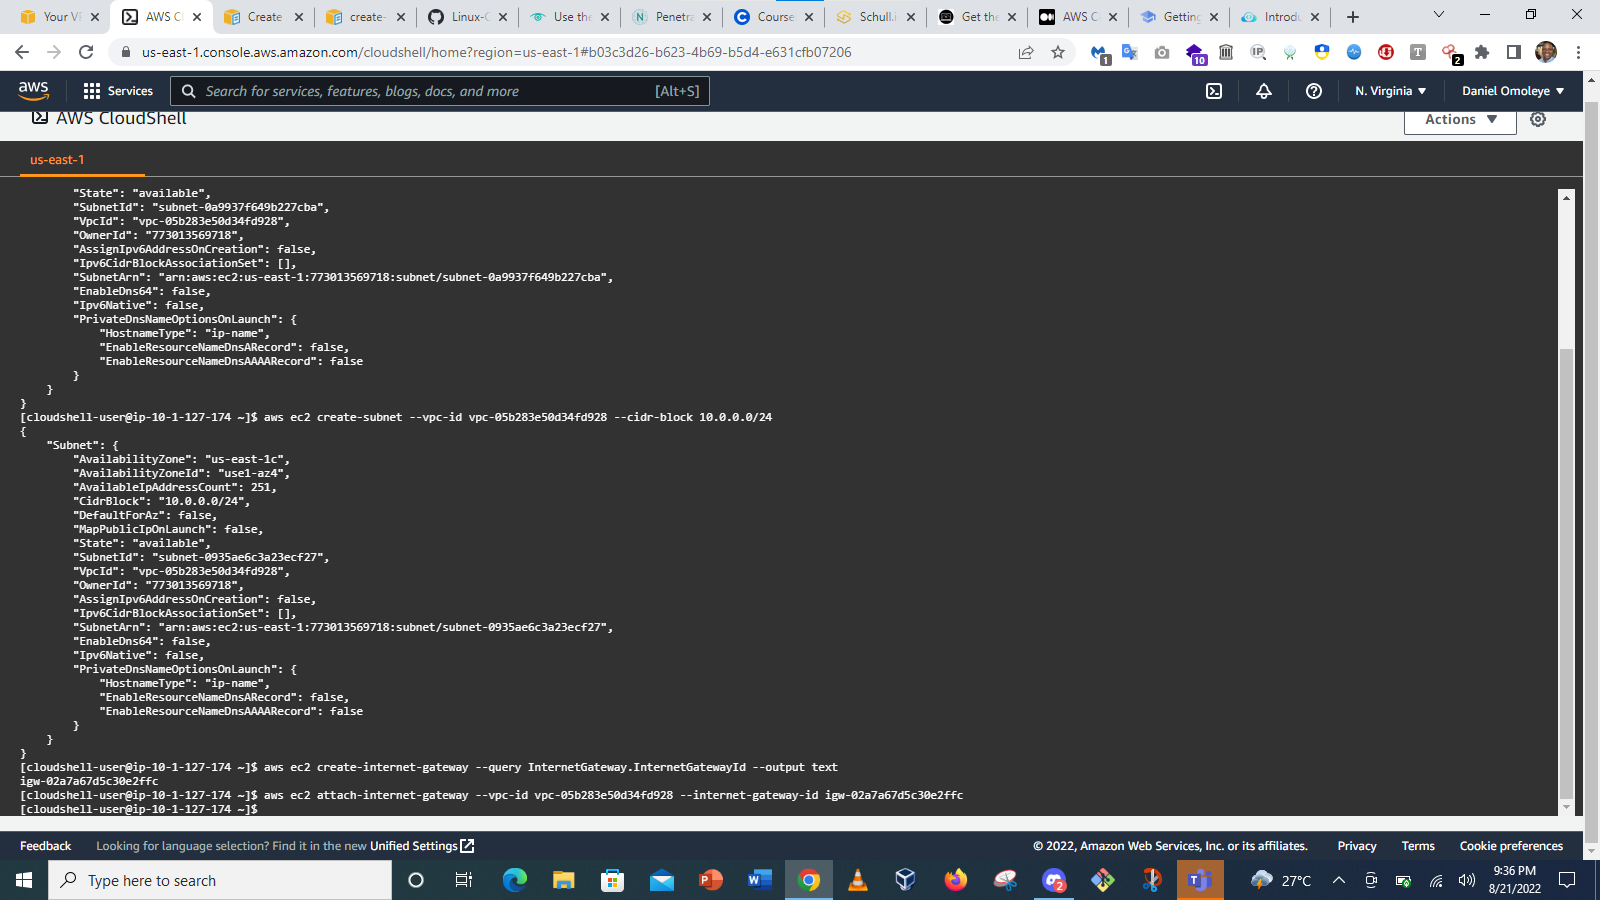 Your VP
AWS C
Create
create-
Linux-C
Use the
Penetra
Course
Schull.i
Get the
AWS C
Getting
Introdu
us-east-1.console.aws.amazon.com/cloudshell/home?region=us-east-1#b03c3d26-b623-4b69-b5d4-e631cfb07206
1
10
IP
T
2
aws
Services
Search for services, features, blogs, docs, and more
[Alt+S]
N. Virginia
Daniel Omoleye
AWS CloudShell
Actions
us-east-1
"State": "available",
"SubnetId": "subnet-0a9937f649b227cba",
"VpcId": "vpc-05b283e50d34fd928",
"OwnerId": "773013569718",
"AssignIpv6AddressOnCreation": false,
"Ipv6CidrBlockAssociationSet": [],
"SubnetArn": "arn:aws:ec2:us-east-1:773013569718:subnet/subnet-0a9937f649b227cba",
"EnableDns64": false,
"Ipv6Native": false,
"PrivateDnsNameOptionsOnLaunch": {
"HostnameType": "ip-name",
"EnableResourceNameDnsARecord": false,
"EnableResourceNameDnsAAAARecord": false
}
}
}
[cloudshell-user@ip-10-1-127-174 ~]$ aws ec2 create-subnet --vpc-id vpc-05b283e50d34fd928 --cidr-block 10.0.0.0/24
{
"Subnet": {
"AvailabilityZone": "us-east-1c",
"AvailabilityZoneId": "use1-az4",
"AvailableIpAddressCount": 251,
"CidrBlock": "10.0.0.0/24",
"DefaultForAz": false,
"MapPublicIpOnLaunch": false,
"State": "available",
"SubnetId": "subnet-0935ae6c3a23ecf27",
"VpcId": "vpc-05b283e50d34fd928",
"OwnerId": "773013569718",
"AssignIpv6AddressOnCreation": false,
"Ipv6CidrBlockAssociationSet": [],
"SubnetArn": "arn:aws:ec2:us-east-1:773013569718:subnet/subnet-0935ae6c3a23ecf27",
"EnableDns64": false,
"Ipv6Native": false,
"PrivateDnsNameOptionsOnLaunch": {
"HostnameType": "ip-name",
"EnableResourceNameDnsARecord": false,
"EnableResourceNameDnsAAAARecord": false
}
}
}
[cloudshell-user@ip-10-1-127-174 ~]$ aws ec2 create-internet-gateway --query InternetGateway.InternetGatewayId --output text
igw-02a7a67d5c30e2ffc
[cloudshell-user@ip-10-1-127-174 ~]$ aws ec2 attach-internet-gateway --vpc-id vpc-05b283e50d34fd928 --internet-gateway-id igw-02a7a67d5c30e2ffc
[cloudshell-user@ip-10-1-127-174 ~]$
Feedback
Looking for language selection? Find it in the new Unified Settings
© 2022, Amazon Web Services, Inc. or its affiliates.
Privacy
Terms
Cookie preferences
Type here to search
2
27°C
9:36 PM
8/21/2022